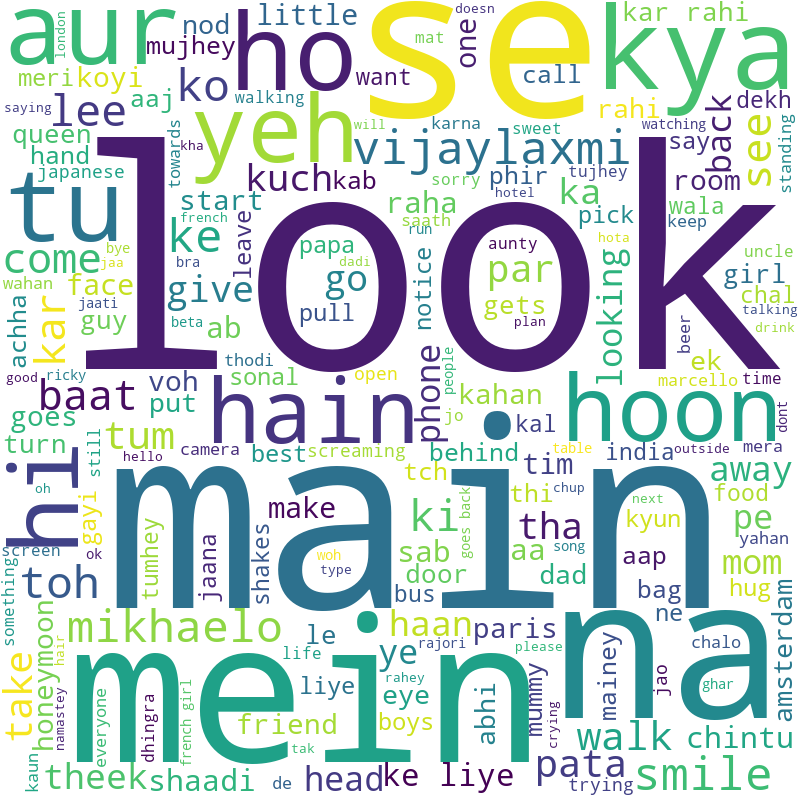 aur
ho
se
kya
london
doesn
kar rahi
mujhey
nod
little
one
mat
want
call
meri
koyi
ko
lee
aaj
saying
walking
rahi
dekh
back
see
standing
queen
hand
japanese
towards
kha
yeh
will
karna
sweet
watching
say
vijaylaxmi
tu
kuch
kab
phir
tujhey
room
start
french
raha
saath
sorry
hotel
ka
pick
wala
keep
look
come
bye
jaa
ke
leave
papa
dadi
run
aunty
par
notice
girl
uncle
chal
hota
wahan
bra
face
jaati
guy
give
go
gets
looking
talking
achha
kar
beta
ab
pull
plan
beer
drink
good
ricky
thodi
people
ek
marcello
time
baat
voh
sonal
open
phone
jo
kahan
goes
put
hain
hoon
dont
turn
tum
kal
mera
hi
still
camera
best
screaming
behind
table
outside
hello
tch
tim
india
away
oh
main
gayi
ki
thi
chup
next
food
screen
ok
tumhey
jaana
shakes
make
goes back
tha
kyun
pe
woh
type
sab
aa
song
yahan
something
toh
door
dad
aap
mom
bus
bag
hug
honeymoon
mikhaelo
le
haan
paris
ne
amsterdam
rajori
please
mainey
chalo
take
hair
life
ye
mein
na
namastey
everyone
dhingra
liye
rahey
eye
abhi
mummy
crying
jao
ghar
french girl
friend
boys
walk
chintu
kaun
tak
theek
shaadi
de
head
ke liye
pata
trying
smile